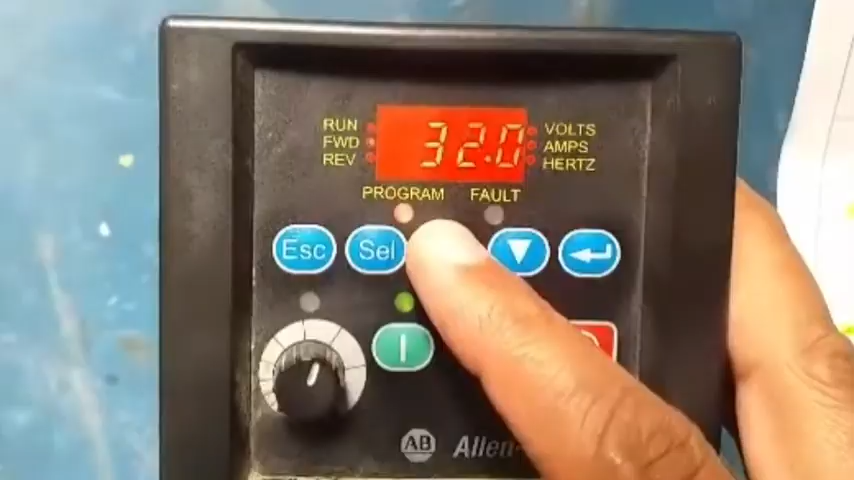 RUN
FWD
REV
32.0
VOLTS
AMPS
HERTZ
PROGRAM FAULT
Esc Sel
AB Allen-